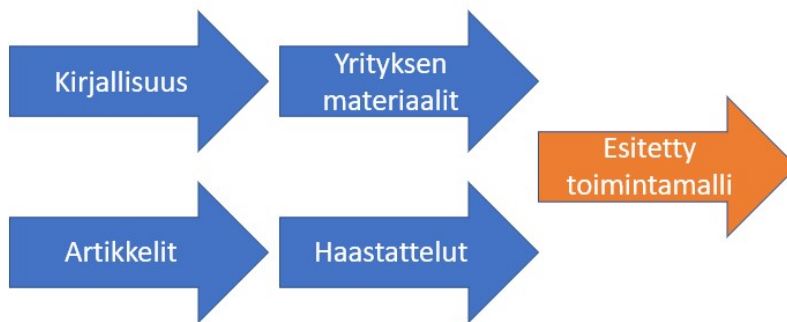 Kirjallisuus
Yrityksen
materiaalit
Esitetty
toimintamalli
Artikkelit
Haastattelut